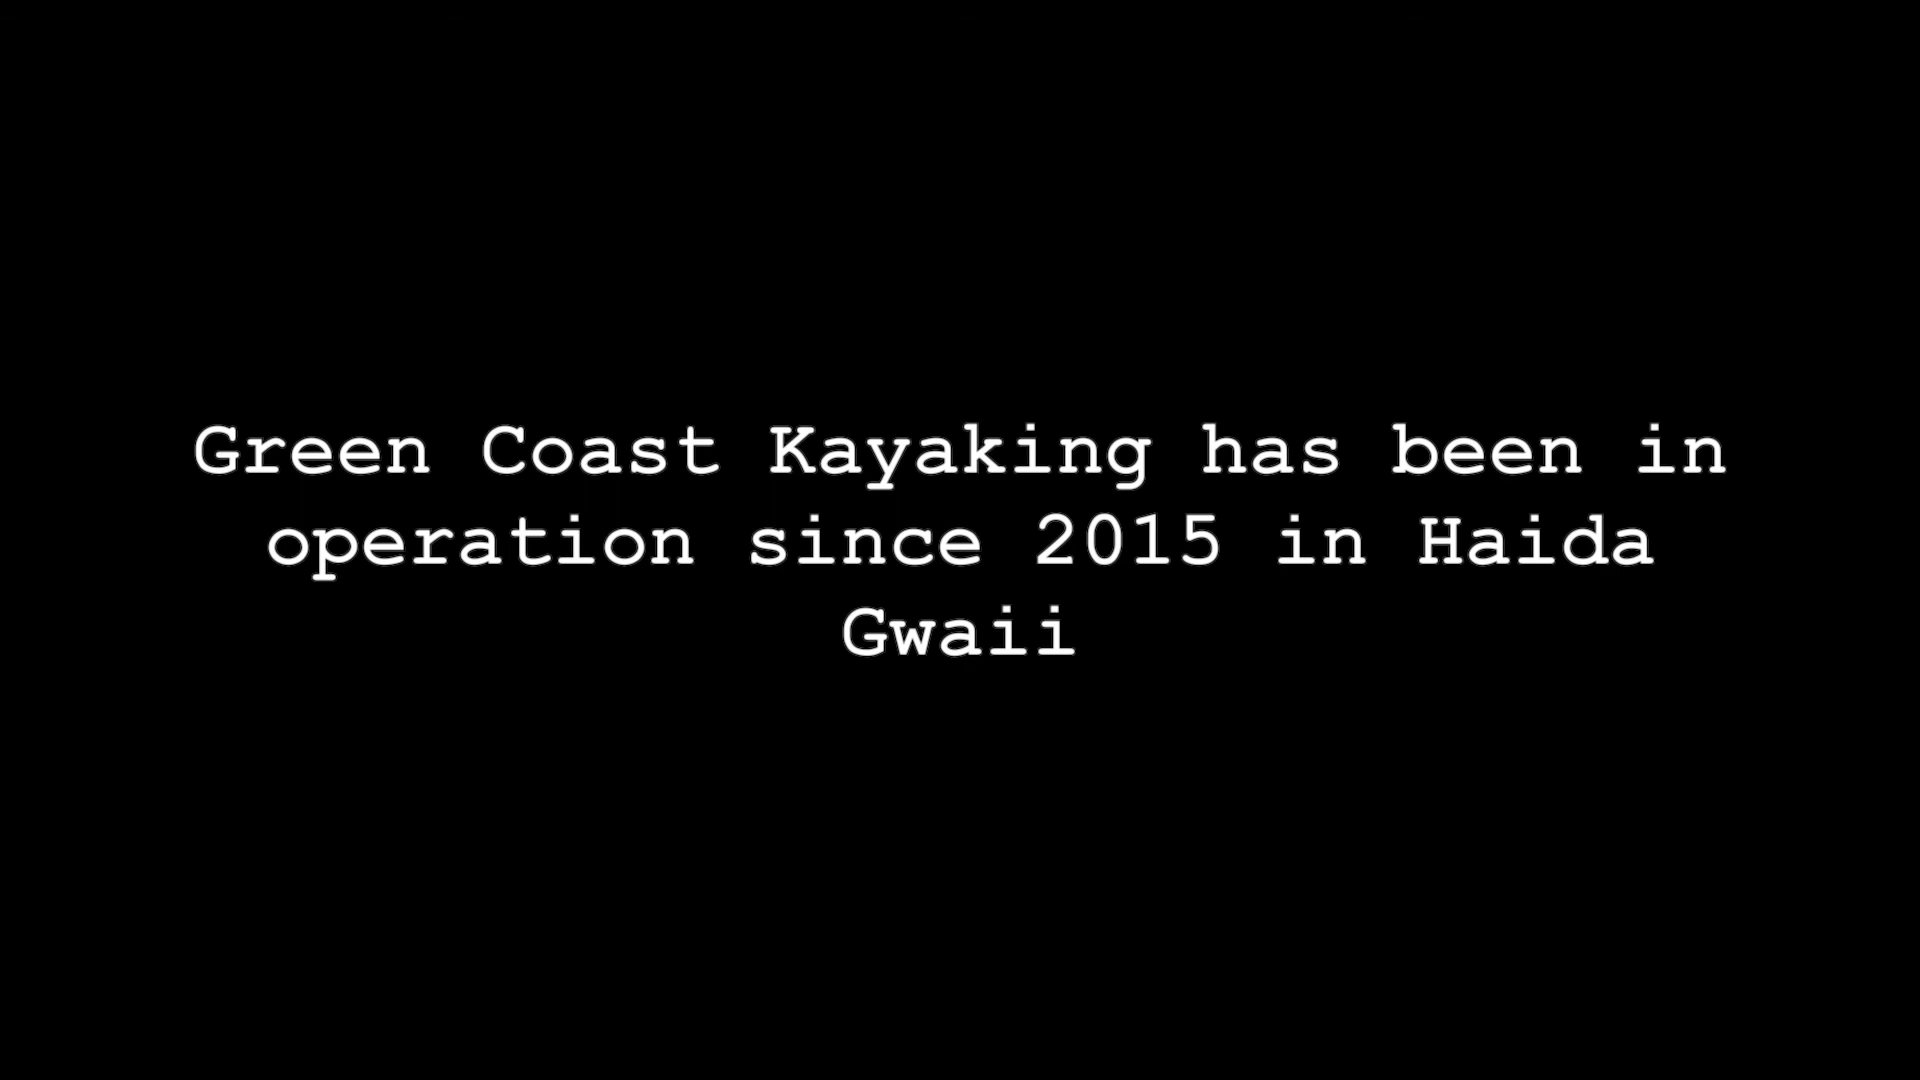 Green Coast Kayaking has been in
operation since 2015 in Haida
Gwaii